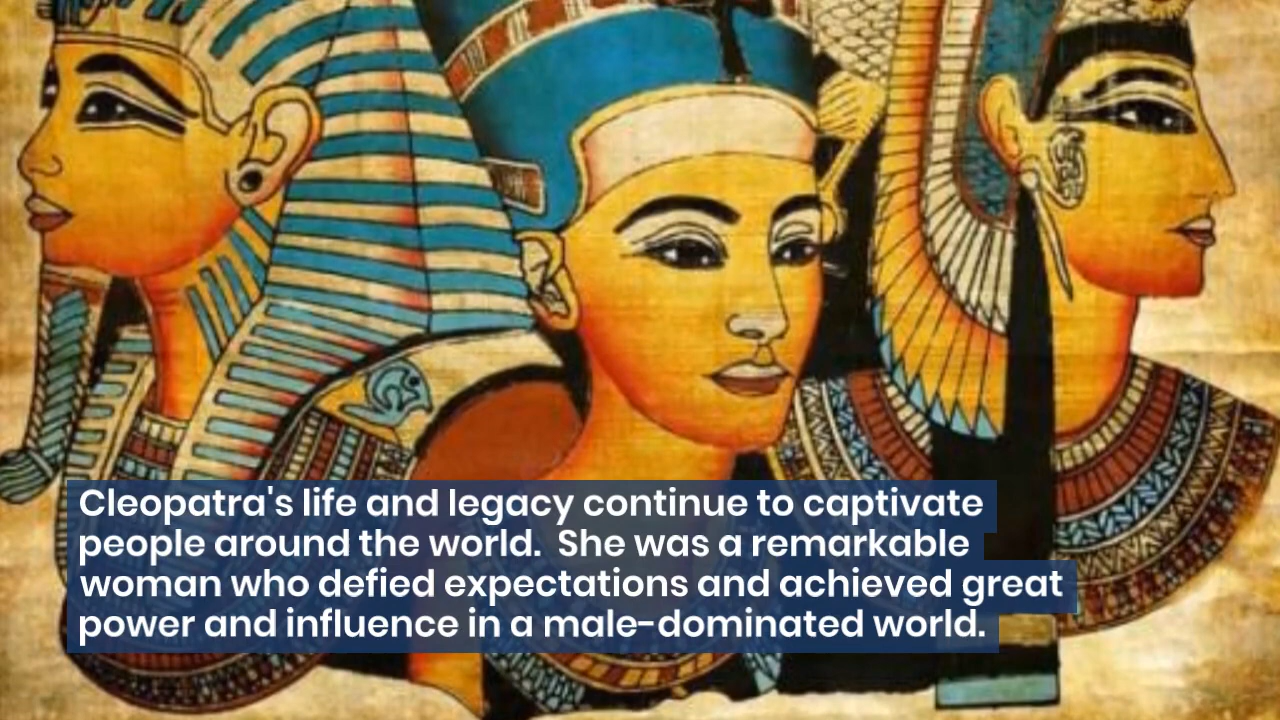 Cleopatra's life and legacy continue to captivate
people around the world.  She was a remarkable
woman who defied expectations and achieved great
power and influence in a male-dominated world.